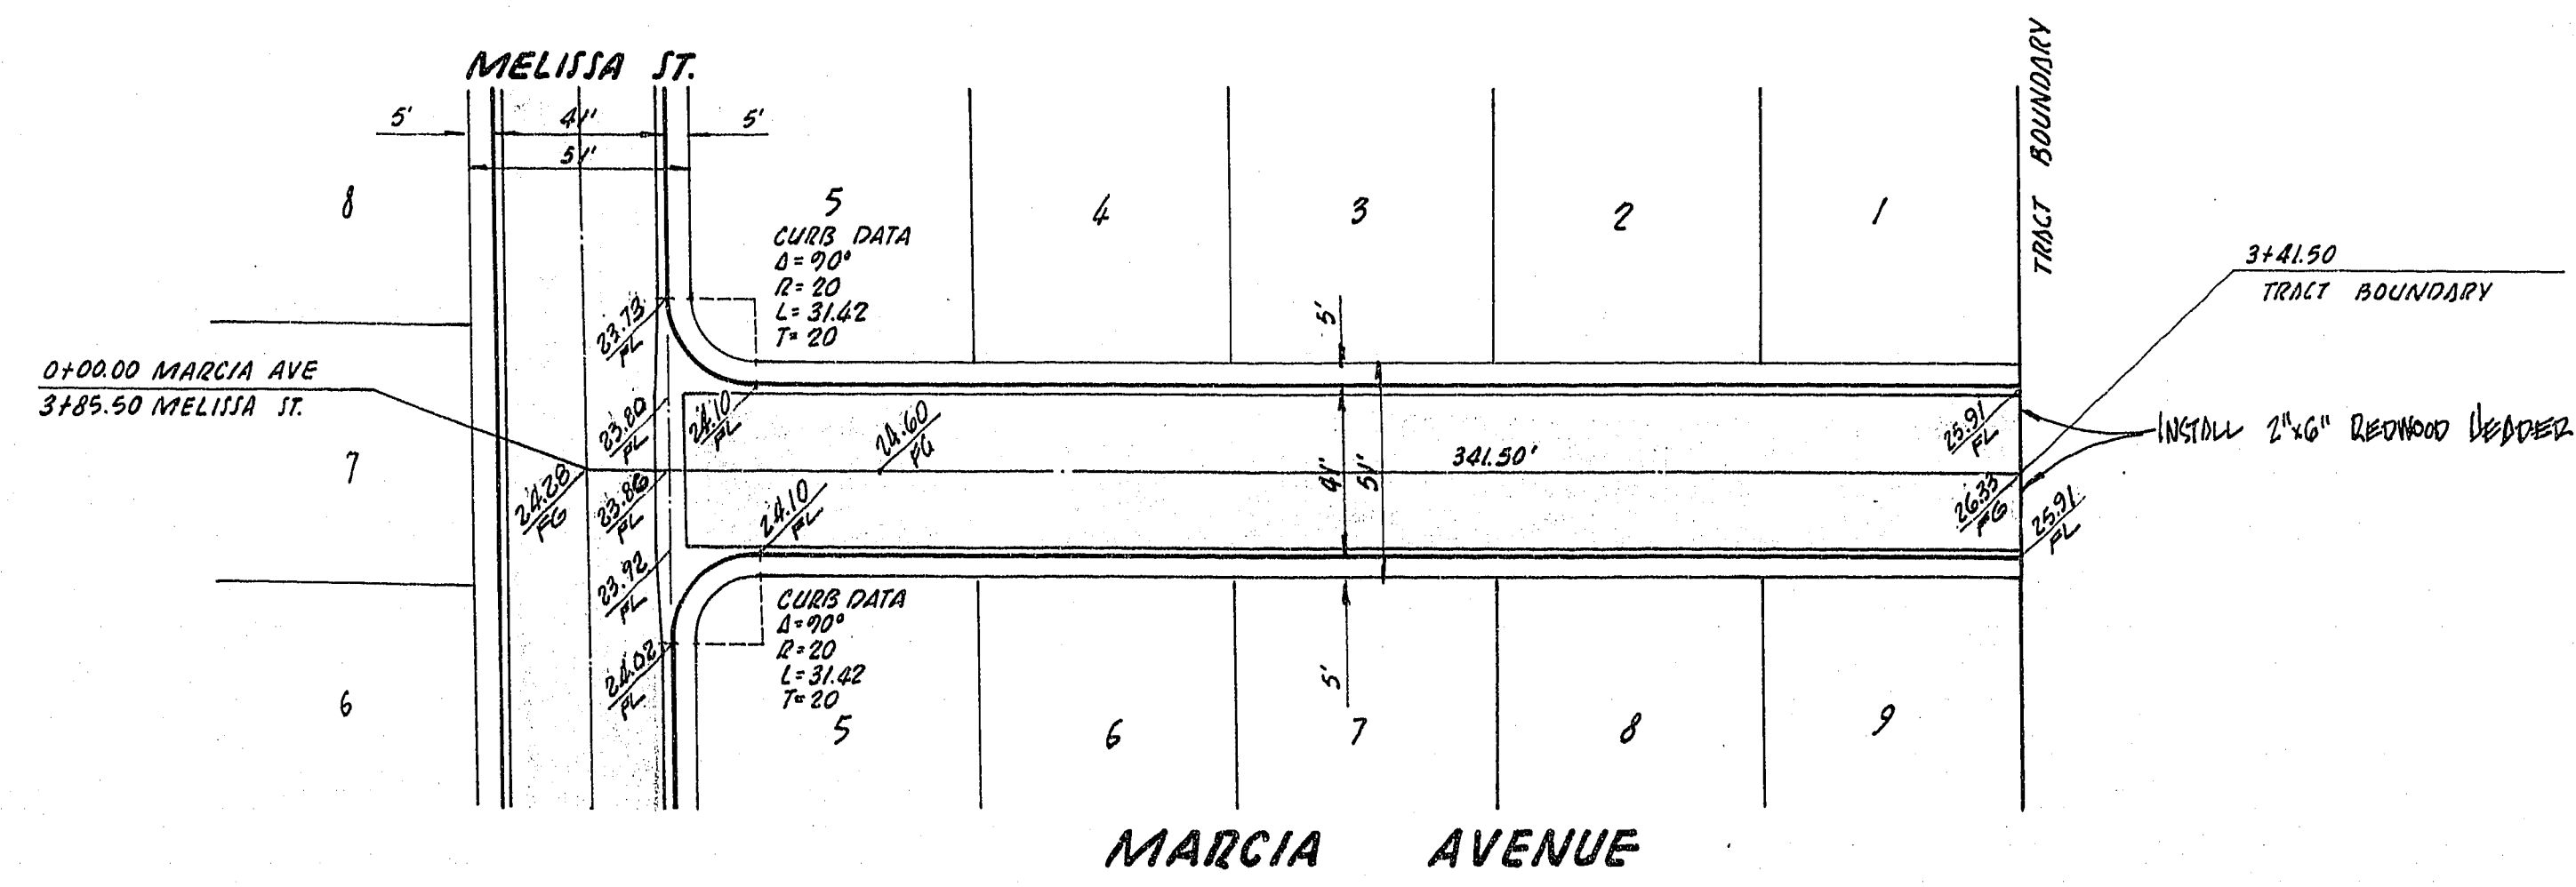 MELISSA ST.
5'
41'
5'
51'
TRACT BOUNDARY
8
5
4
3
2
1
CURB DATA
Δ=90°
R=20
L=31.42
T=20
3+41.50
TRACT BOUNDARY
23.73
FL
5'
0+00.00 MARCIA AVE
3+85.50 MELISSA ST.
23.80
FL
24.10
FL
24.60
FG
25.91
FL
INSTALL 2"x6" REDWOOD HEADER
7
341.50'
41'
51'
24.28
FG
23.86
FL
24.10
FL
26.33
FG
25.91
FL
23.92
FL
CURB DATA
Δ=90°
R=20
L=31.42
T=20
24.02
FL
5'
6
5
6
7
8
9
MARCIA AVENUE